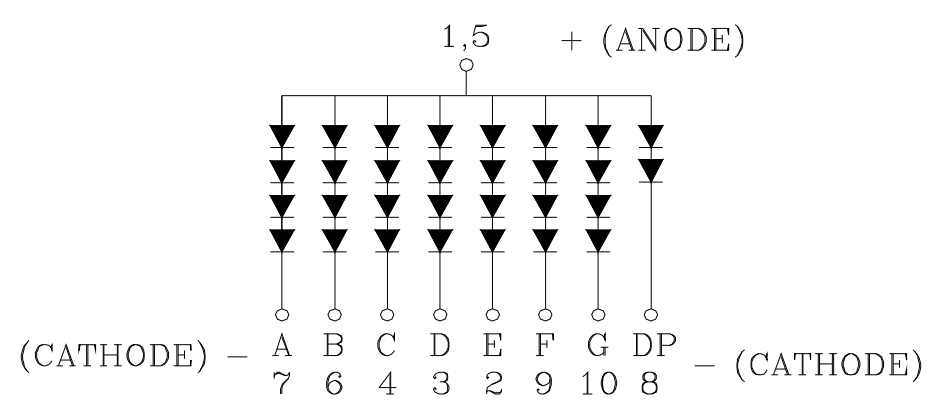 1,5 + (ANODE)
(CATHODE) - A B C D E F G DP - (CATHODE)
7 6 4 3 2 9 10 8